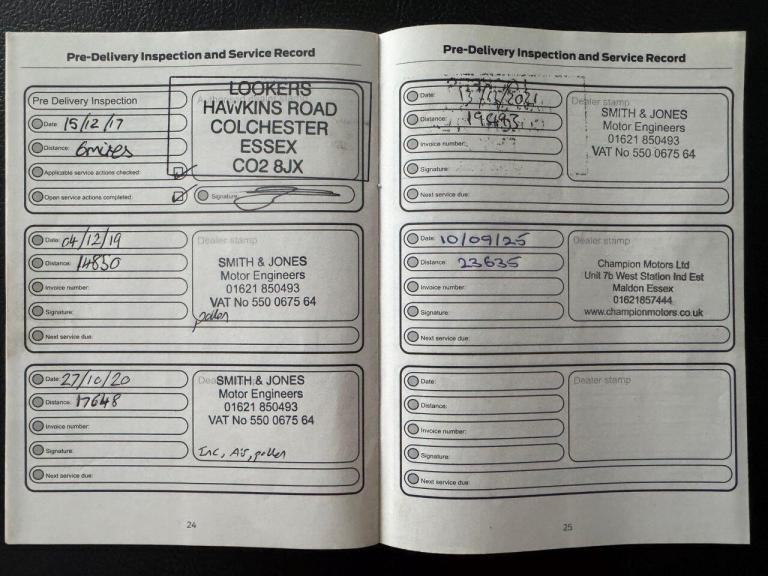 Pre-Delivery Inspection and Service Record
Pre Delivery Inspection
Date: 15/12/17
Distance: 6miles
Applicable service actions checked:
Open service actions completed:
LOOKERS
HAWKINS ROAD
COLCHESTER
ESSEX
CO2 8JX
Signature:
Date: 04/12/19
Distance: 14850
Invoice number:
Signature:
Next service due:
Dealer stamp
SMITH & JONES
Motor Engineers
01621 850493
VAT No 550 0675 64
pollen
Date: 27/10/20
Distance: 17648
Invoice number:
Signature:
Next service due:
SMITH & JONES
Motor Engineers
01621 850493
VAT No 550 0675 64
Inc, Air, pollen
24
Pre-Delivery Inspection and Service Record
Date:
Distance:
Invoice number:
Signature:
Next service due:
Dealer stamp
SMITH & JONES
Motor Engineers
01621 850493
VAT No 550 0675 64
Date: 10/09/25
Distance: 23635
Invoice number:
Signature:
Next service due:
Dealer stamp
Champion Motors Ltd
Unit 7b West Station Ind Est
Maldon Essex
01621857444
www.championmotors.co.uk
Date:
Distance:
Invoice number:
Signature:
Next service due:
Dealer stamp
25